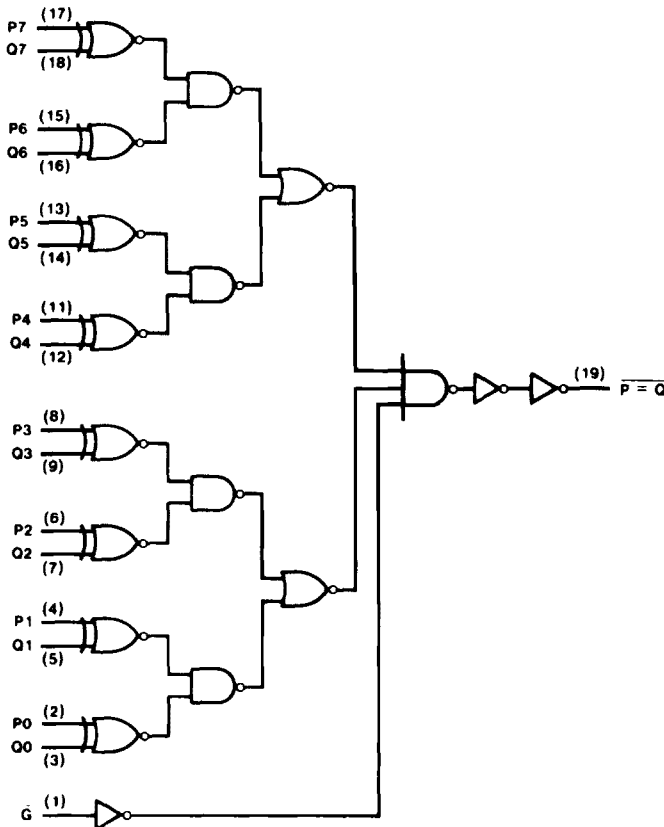 (17)
P7
Q7
(18)
(15)
P6
Q6
(16)
(13)
P5
Q5
(14)
(11)
P4
Q4
(12)
(19)
P = Q
(8)
P3
Q3
(9)
(6)
P2
Q2
(7)
(4)
P1
Q1
(5)
(2)
P0
Q0
(3)
(1)
G